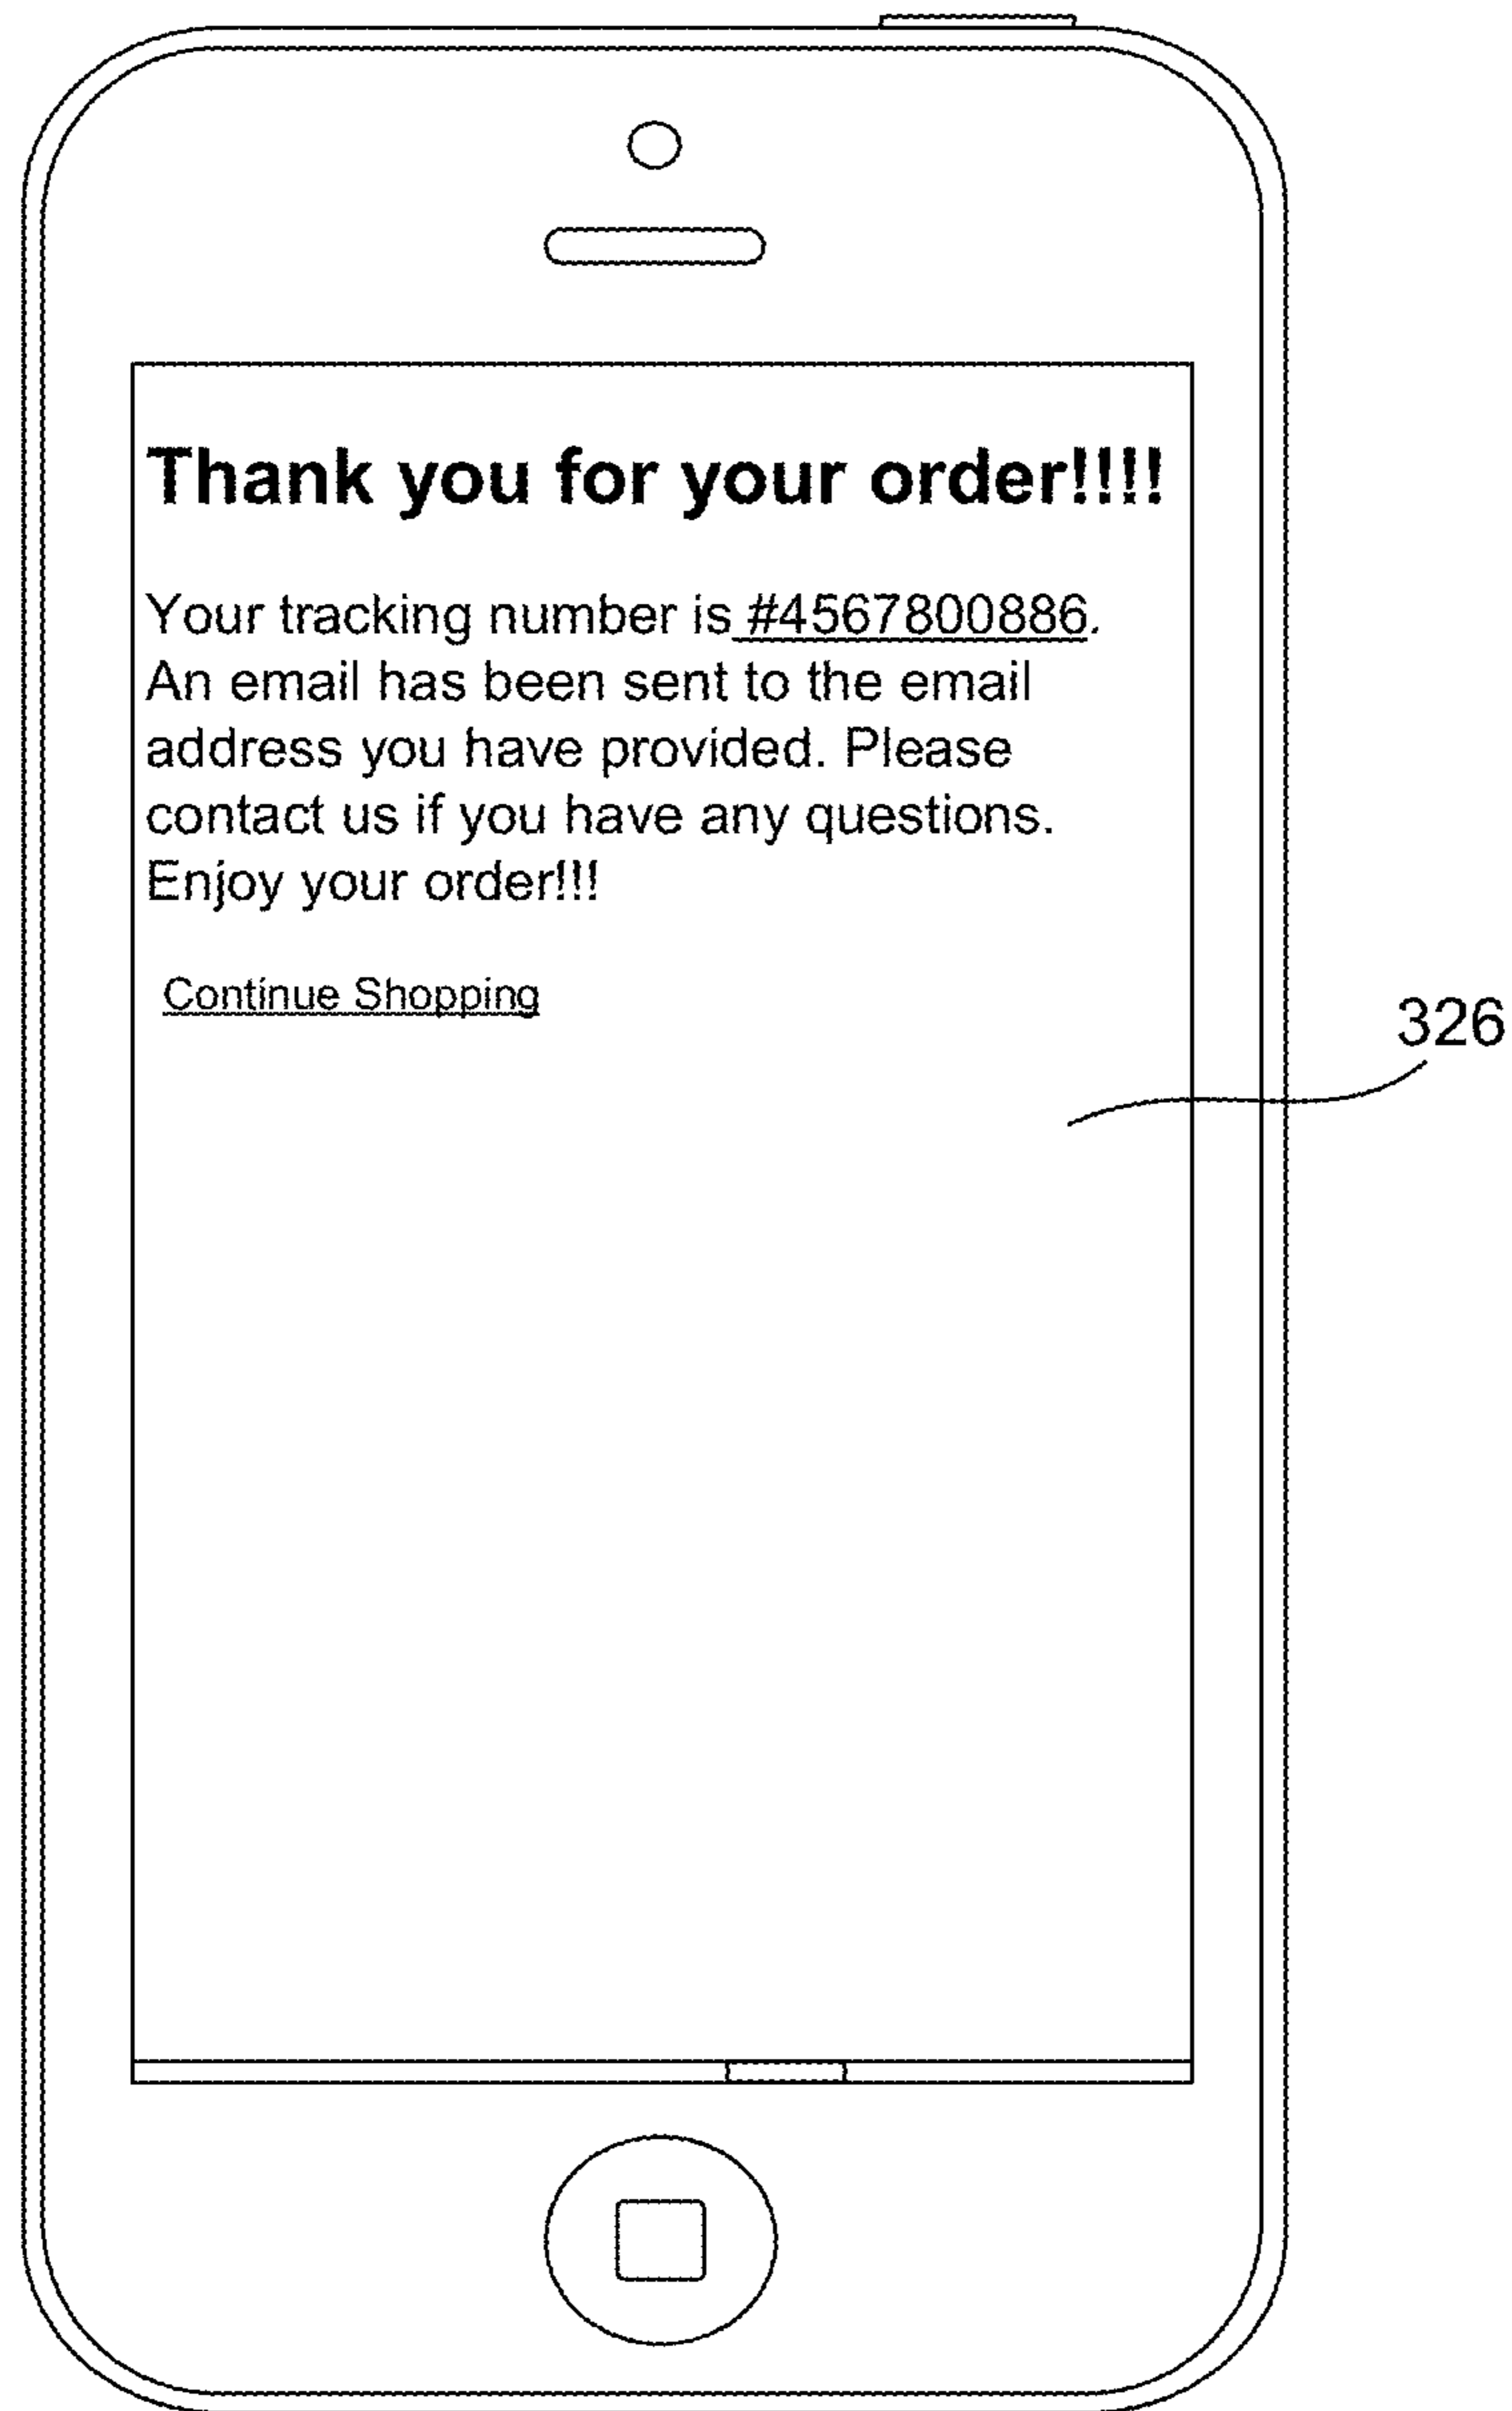 Thank you for your order!!!!
Your tracking number is #4567800886.
An email has been sent to the email
address you have provided. Please
contact us if you have any questions.
Enjoy your order!!!
Continue Shopping
326